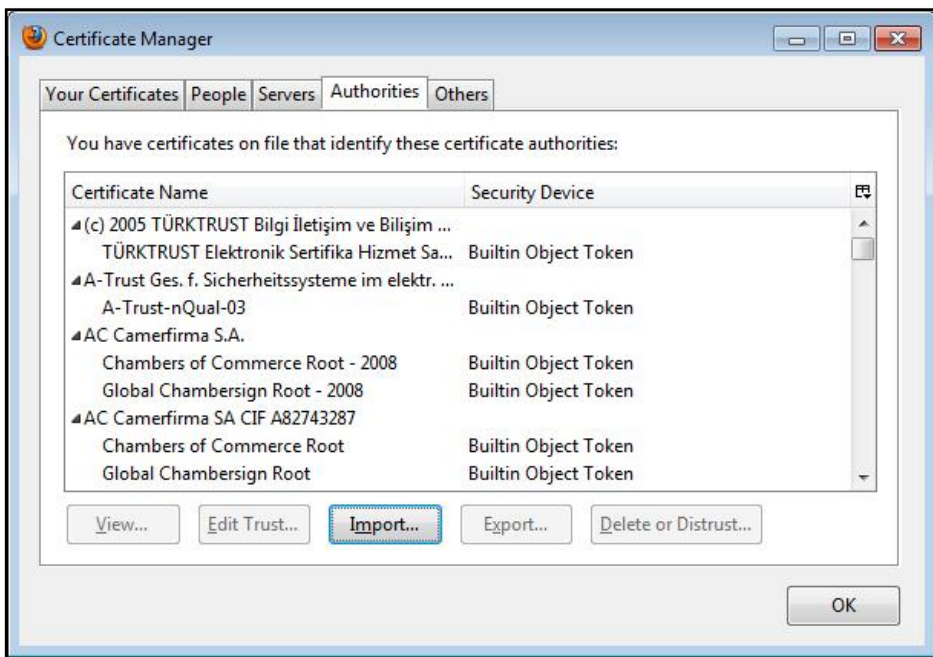 Certificate Manager
Your Certificates People Servers Authorities Others
You have certificates on file that identify these certificate authorities:
Certificate Name Security Device
(c) 2005 TÜRKTRUST Bilgi İletişim ve Bilişim ...
TÜRKTRUST Elektronik Sertifika Hizmet Sa... Builtin Object Token
A-Trust Ges. f. Sicherheitssysteme im elektr. ...
A-Trust-nQual-03 Builtin Object Token
AC Camerfirma S.A.
Chambers of Commerce Root - 2008 Builtin Object Token
Global Chambersign Root - 2008 Builtin Object Token
AC Camerfirma SA CIF A82743287
Chambers of Commerce Root Builtin Object Token
Global Chambersign Root Builtin Object Token
View... Edit Trust... Import... Export... Delete or Distrust...
OK